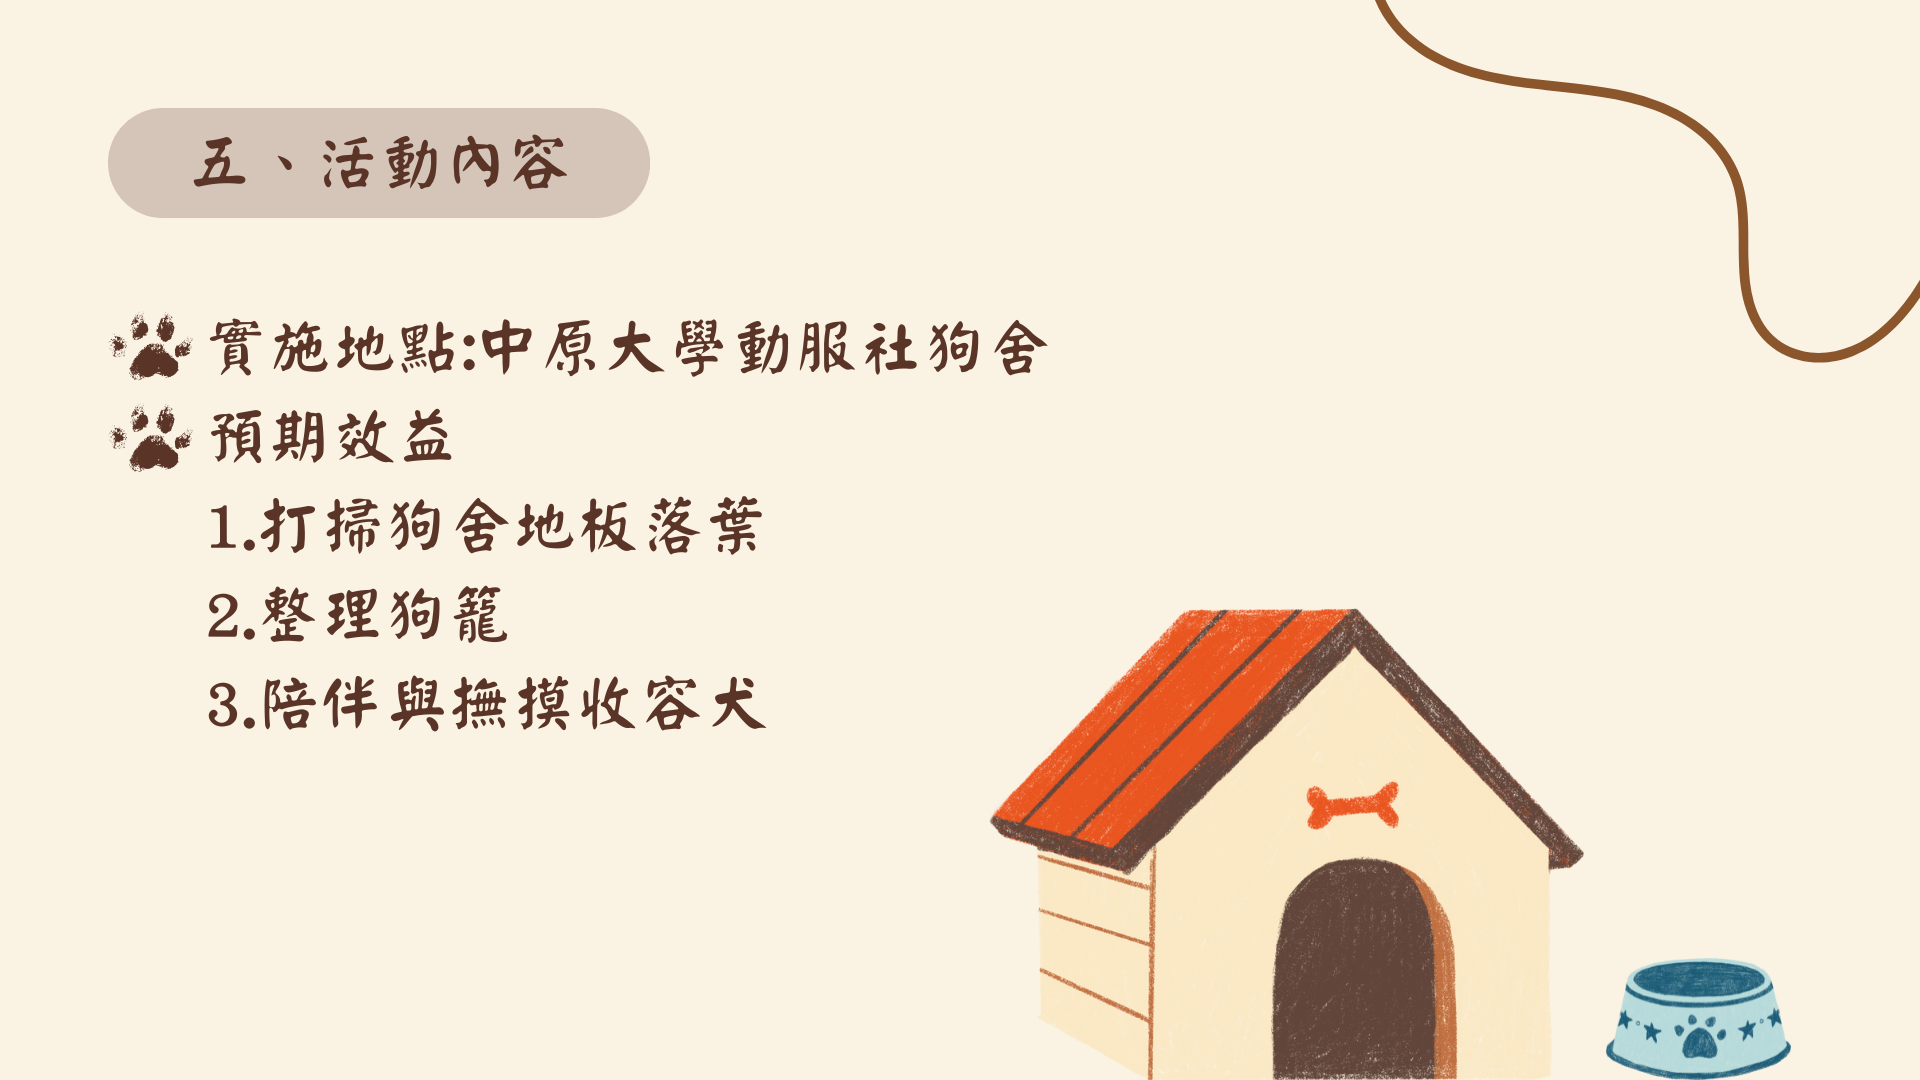 五、活動內容
實施地點:中原大學動服社狗舍
預期效益
1.打掃狗舍地板落葉
2.整理狗籠
3.陪伴與撫摸收容犬